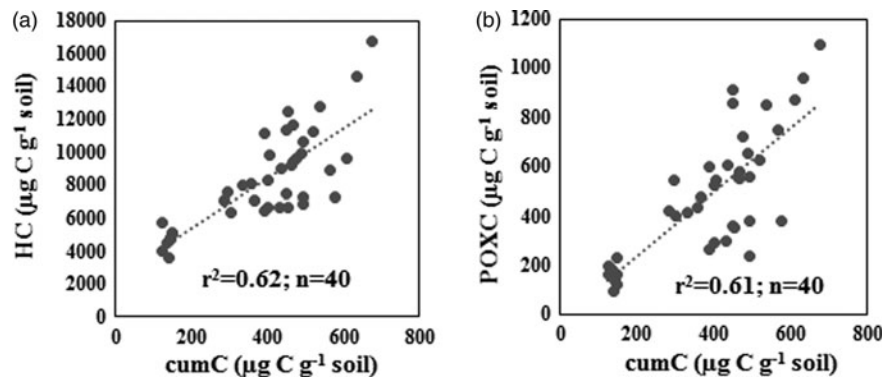 (a)
18000
16000
14000
12000
10000
8000
6000
4000
2000
0
HC (µg C g⁻¹ soil)
r²=0.62; n=40
0 200 400 600 800
cumC (µg C g⁻¹ soil)
(b)
1200
1000
800
600
400
200
0
POXC (µg C g⁻¹ soil)
r²=0.61; n=40
0 200 400 600 800
cumC (µg C g⁻¹ soil)